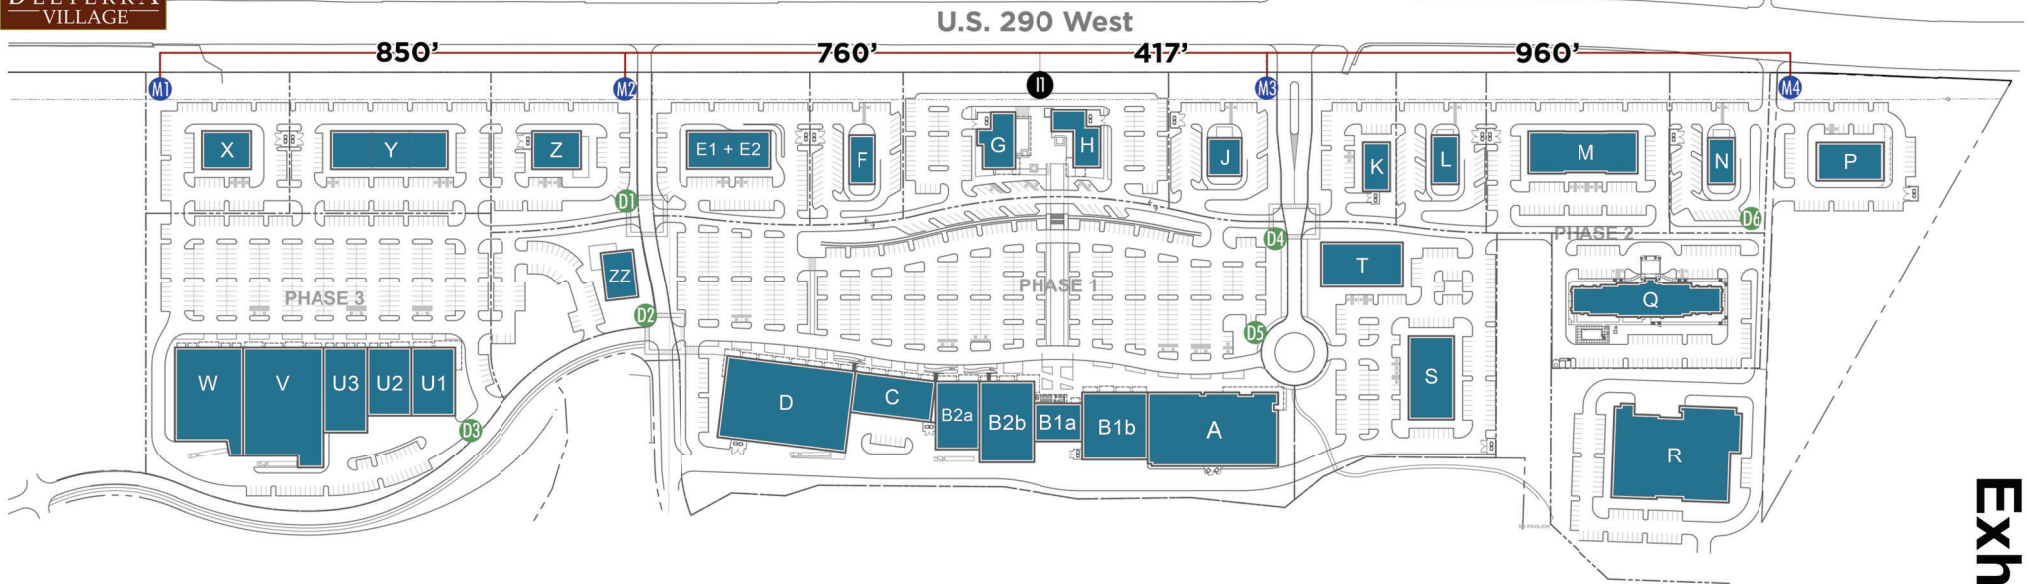 VILLAGE
U.S. 290 West
850’
760’
417’
960’
M1
M2
I1
M3
M4
X
Y
Z
E1 + E2
F
G
H
J
K
L
M
N
P
D1
D4
D6
PHASE 2
ZZ
T
PHASE 3
PHASE 1
Q
D2
D5
W
V
U3
U2
U1
D
C
B2a
B2b
B1a
B1b
A
S
D3
R
Exh